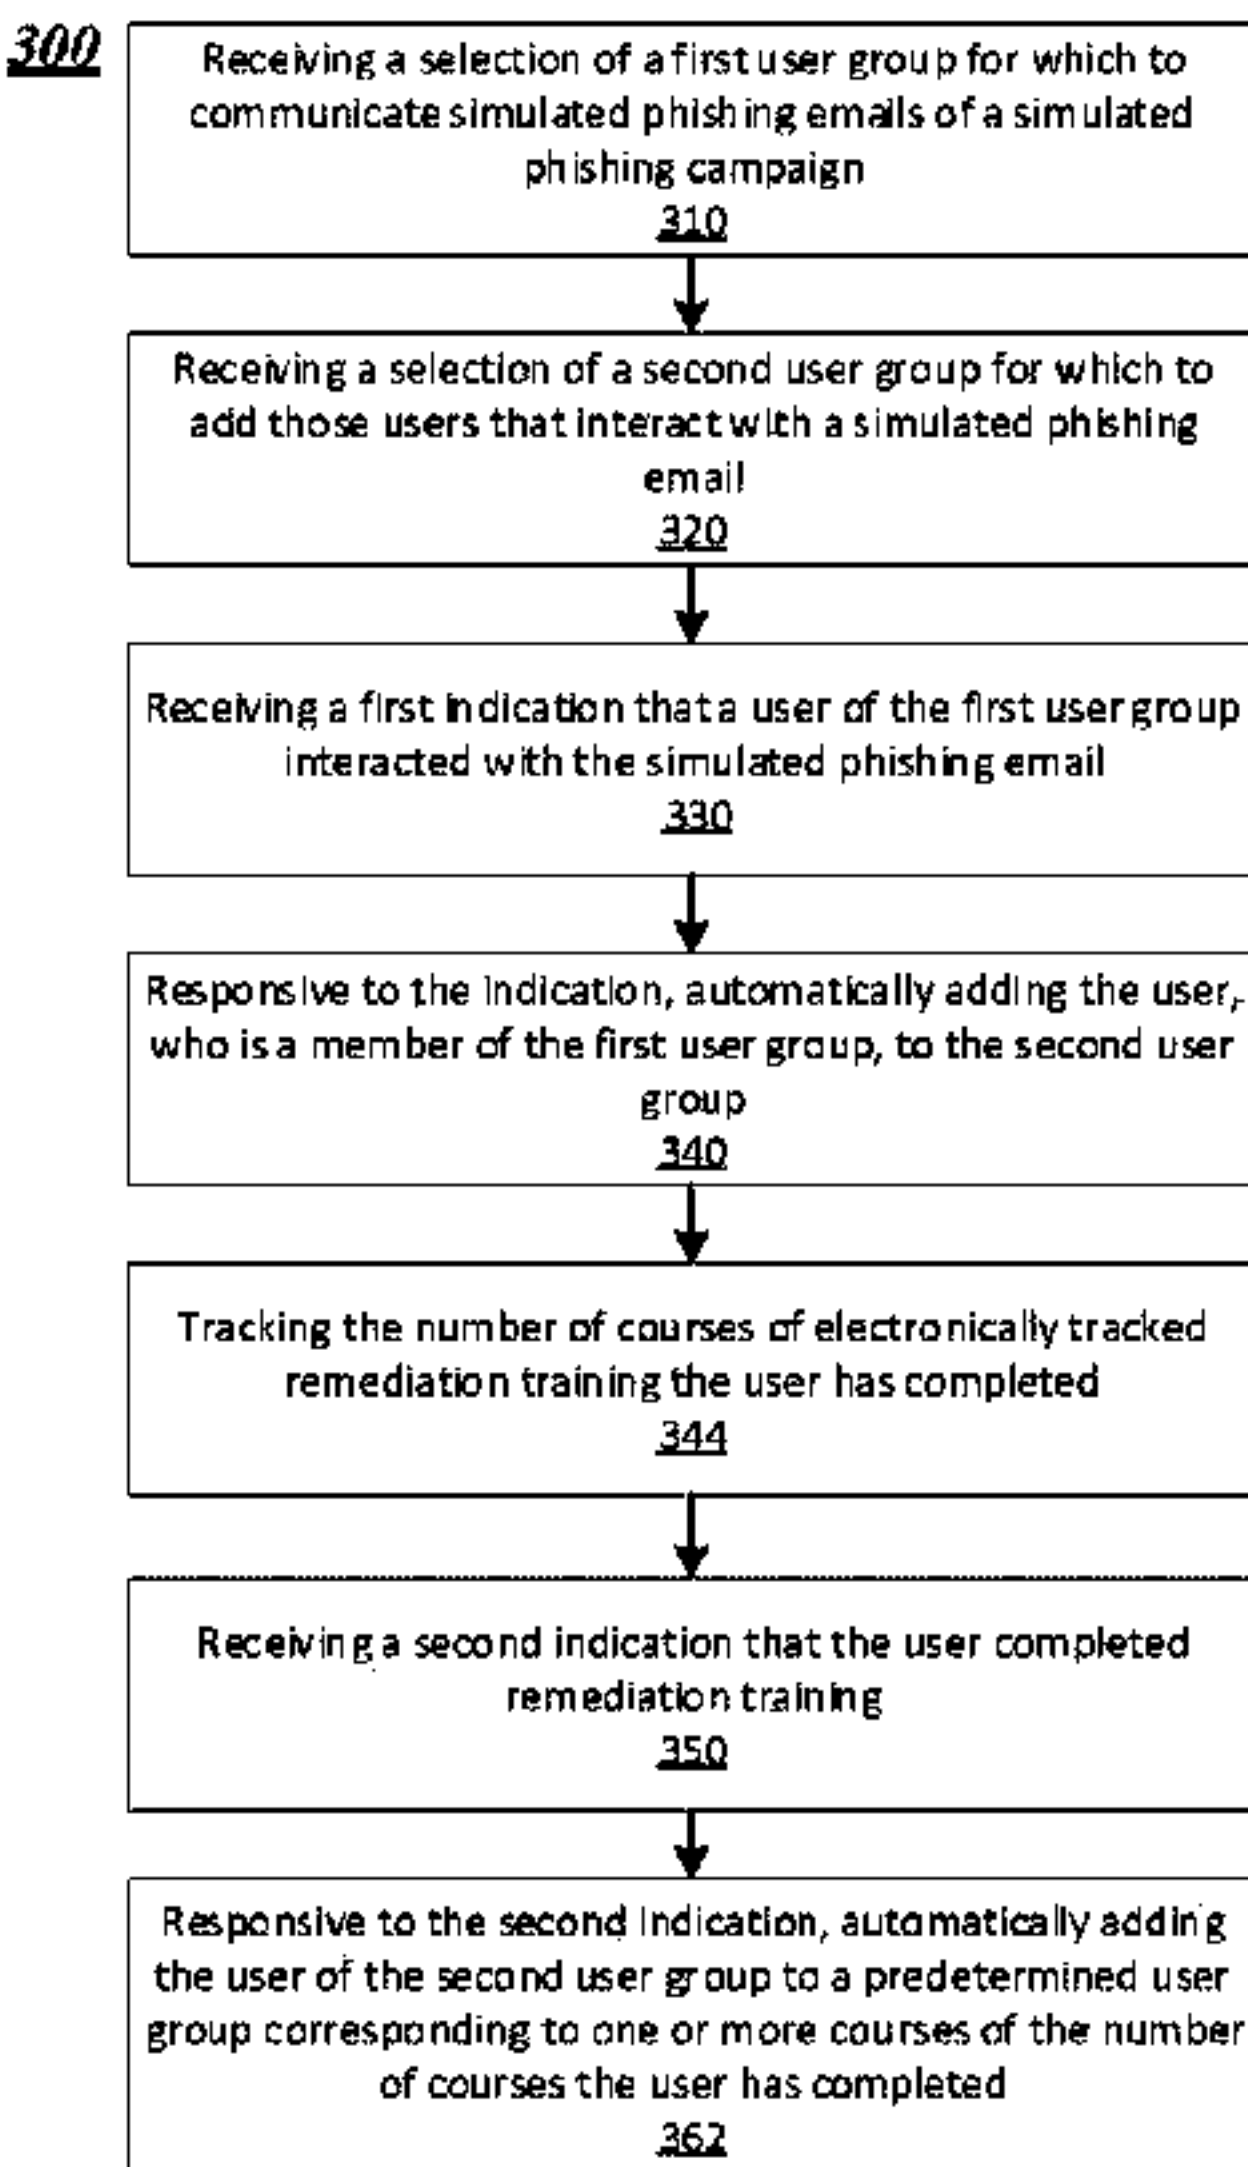 300
Receiving a selection of a first user group for which to
communicate simulated phishing emails of a simulated
phishing campaign
310
Receiving a selection of a second user group for which to
add those users that interact with a simulated phishing
email
320
Receiving a first indication that a user of the first user group
interacted with the simulated phishing email
330
Responsive to the indication, automatically adding the user,
who is a member of the first user group, to the second user
group
340
Tracking the number of courses of electronically tracked
remediation training the user has completed
344
Receiving a second indication that the user completed
remediation training
350
Responsive to the second indication, automatically adding
the user of the second user group to a predetermined user
group corresponding to one or more courses of the number
of courses the user has completed
362